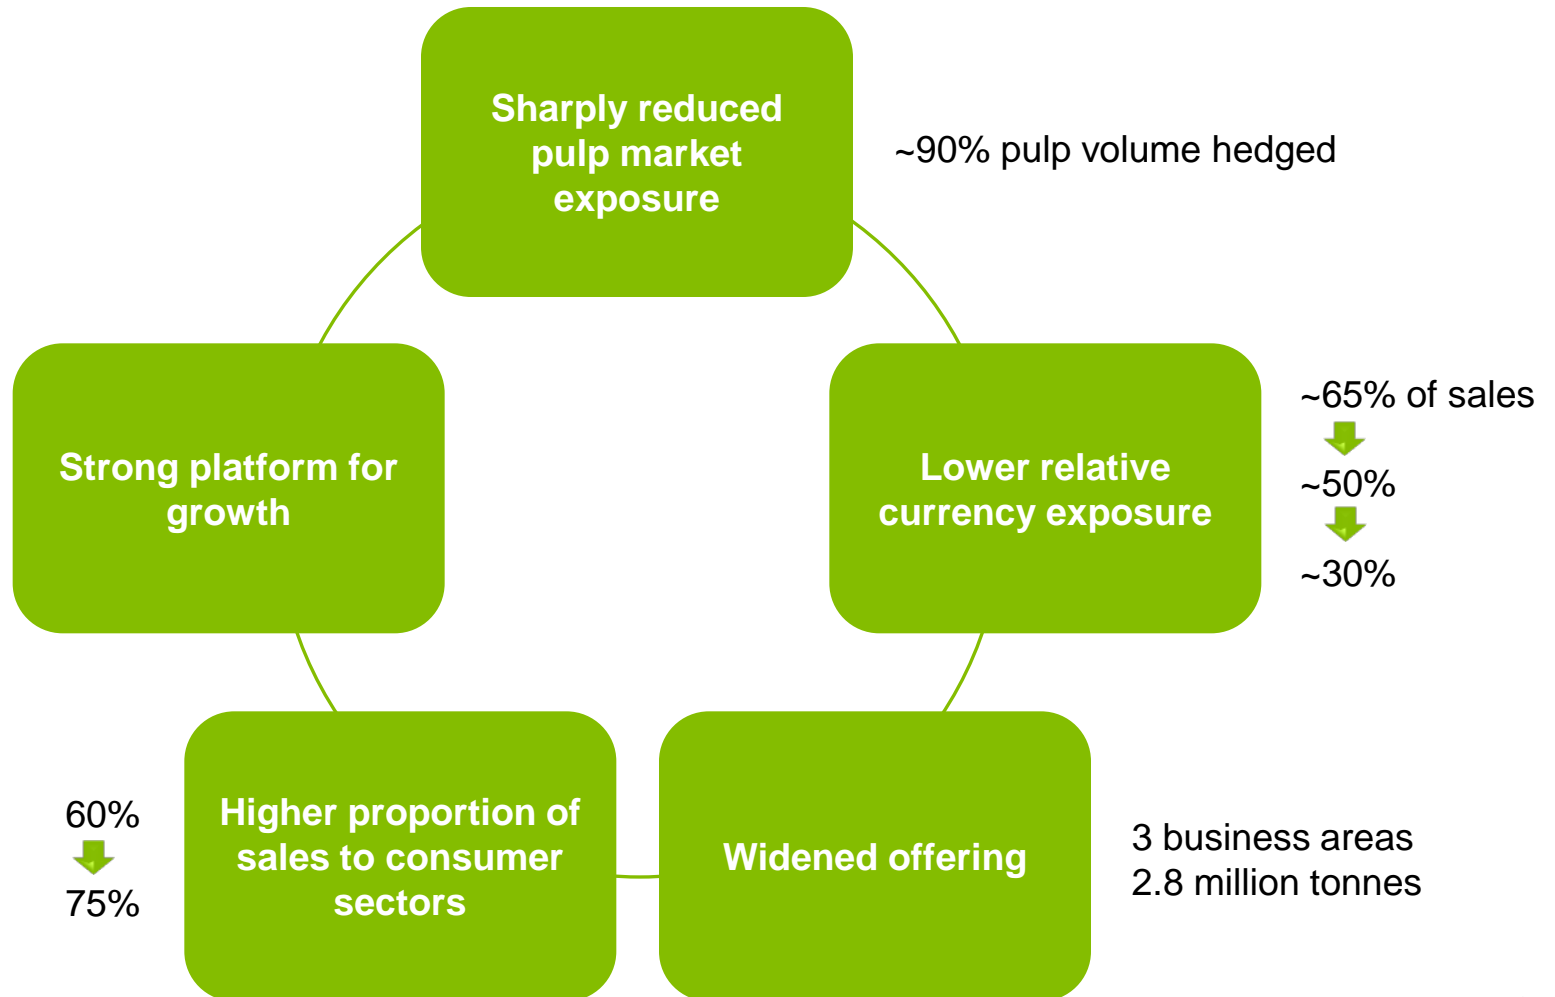 Sharply reduced
pulp market
exposure
~90% pulp volume hedged
Lower relative
currency exposure
~65% of sales
~50%
~30%
Widened offering
3 business areas
2.8 million tonnes
Higher proportion of
sales to consumer
sectors
60%
75%
Strong platform for
growth